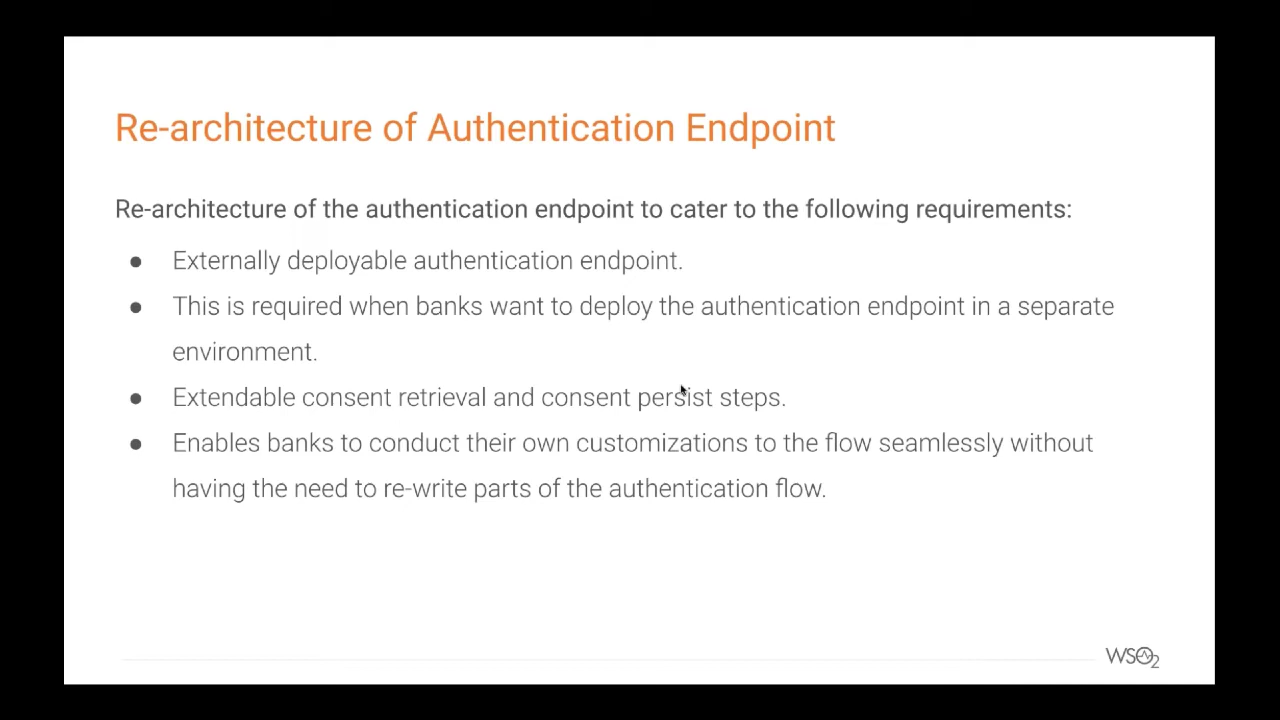 Re-architecture of Authentication Endpoint
Re-architecture of the authentication endpoint to cater to the following requirements:
● Externally deployable authentication endpoint.
● This is required when banks want to deploy the authentication endpoint in a separate
environment.
● Extendable consent retrieval and consent persist steps.
● Enables banks to conduct their own customizations to the flow seamlessly without
having the need to re-write parts of the authentication flow.
WSO2